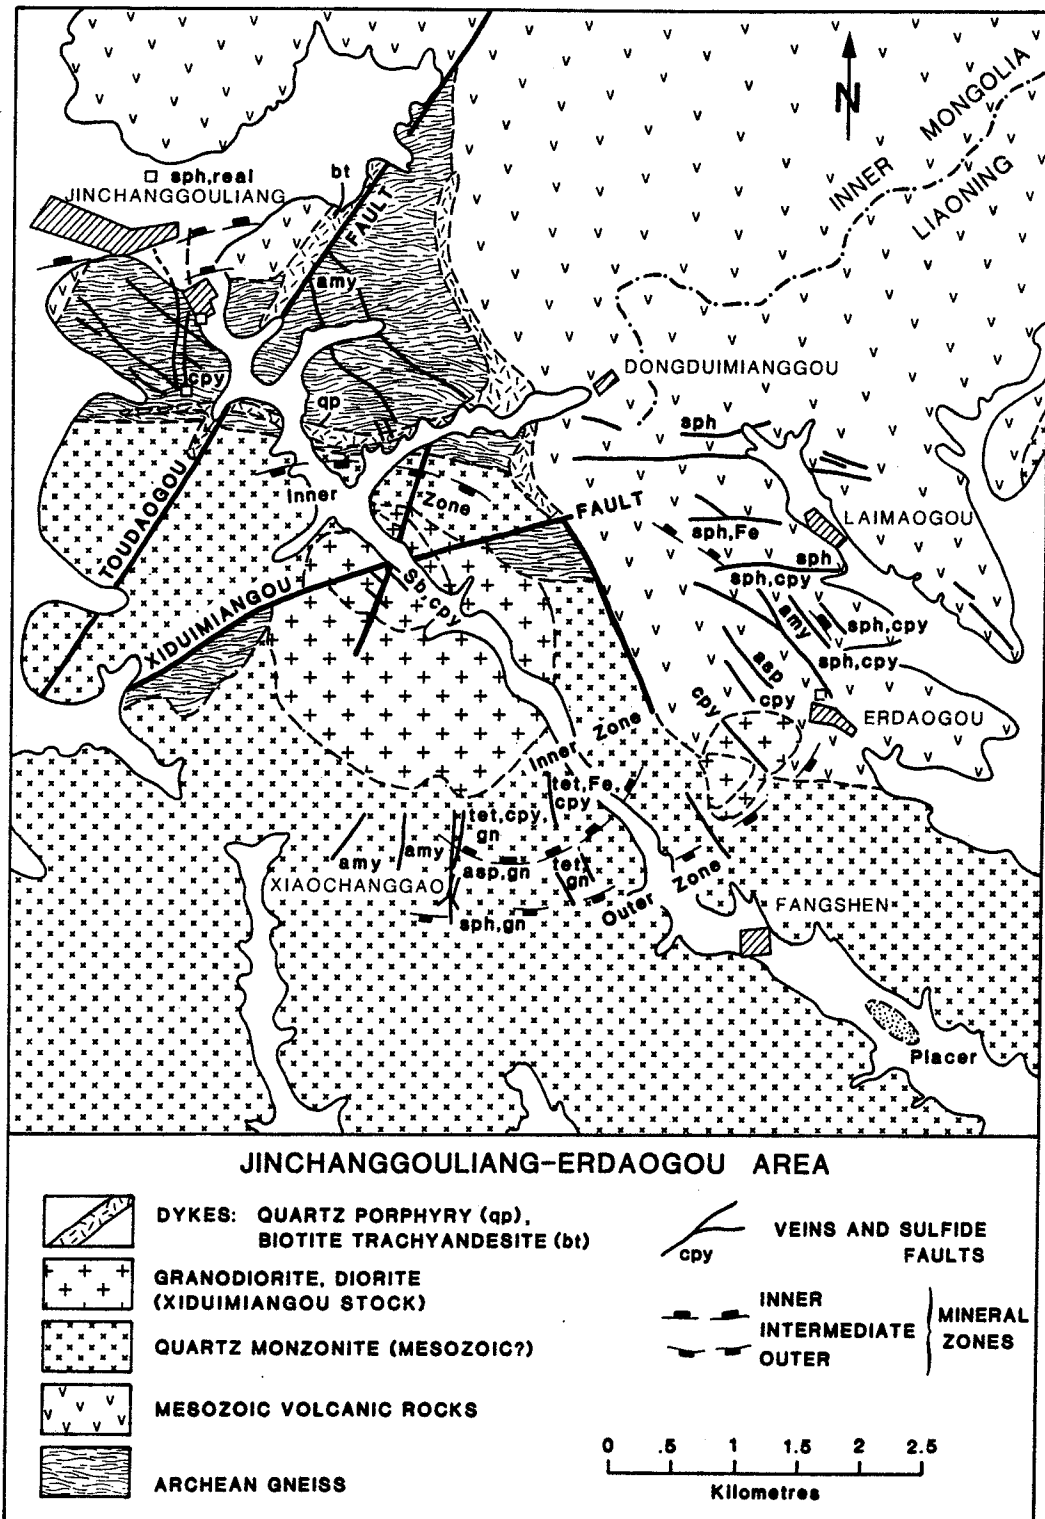 N
INNER MONGOLIA
LIAONING
sph,real
JINCHANGGOULIANG
bt
FAULT
amy
cpy
qp
DONGDUIMIANGGOU
sph
Inner
Zone
FAULT
TOUDAOGOU
XIDUIMIANGOU
Sb,cpy
LAIMAOGOU
sph,Fe
sph
sph,cpy
amy
sph,cpy
sph,cpy
asp
cpy
cpy
ERDAOGOU
Inner Zone
tet,Fe,
cpy
tet,cpy,
gn
amy
amy
asp,gn
tet,
gn
XIAOCHANGGAO
sph,gn
Outer Zone
FANGSHEN
Placer
JINCHANGGOULIANG-ERDAOGOU AREA
DYKES: QUARTZ PORPHYRY (qp),
BIOTITE TRACHYANDESITE (bt)
GRANODIORITE, DIORITE
(XIDUIMIANGOU STOCK)
QUARTZ MONZONITE (MESOZOIC?)
MESOZOIC VOLCANIC ROCKS
ARCHEAN GNEISS
cpy
VEINS AND SULFIDE
FAULTS
INNER
INTERMEDIATE
OUTER
MINERAL
ZONES
0 .5 1 1.5 2 2.5
Kilometres